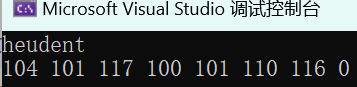 Microsoft Visual Studio 调试控制台
heudent
104 101 117 100 101 110 116 0